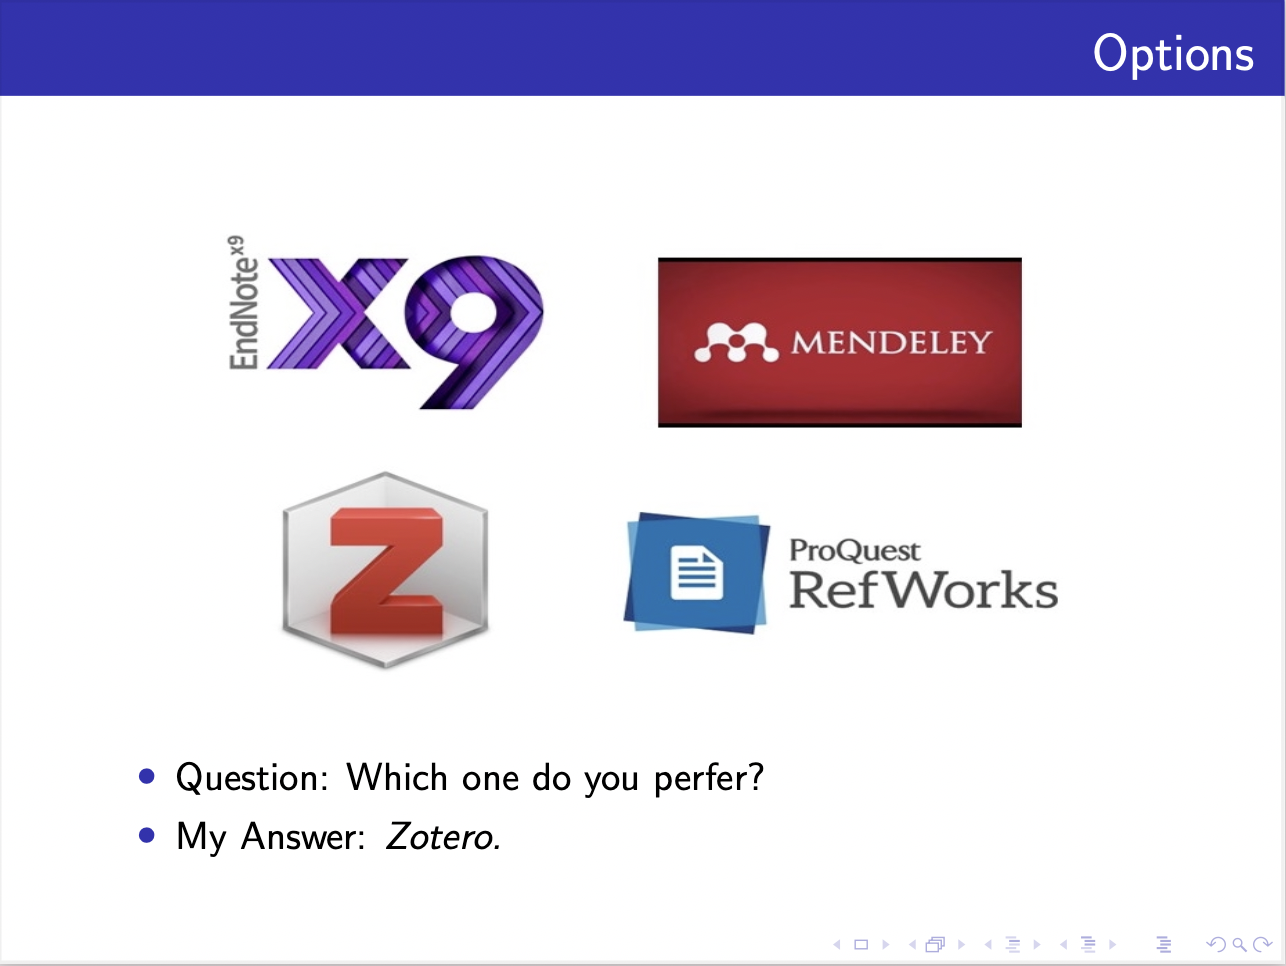 Options
EndNote x9
X9
MENDELEY
Z
ProQuest
RefWorks
Question: Which one do you perfer?
My Answer: Zotero.